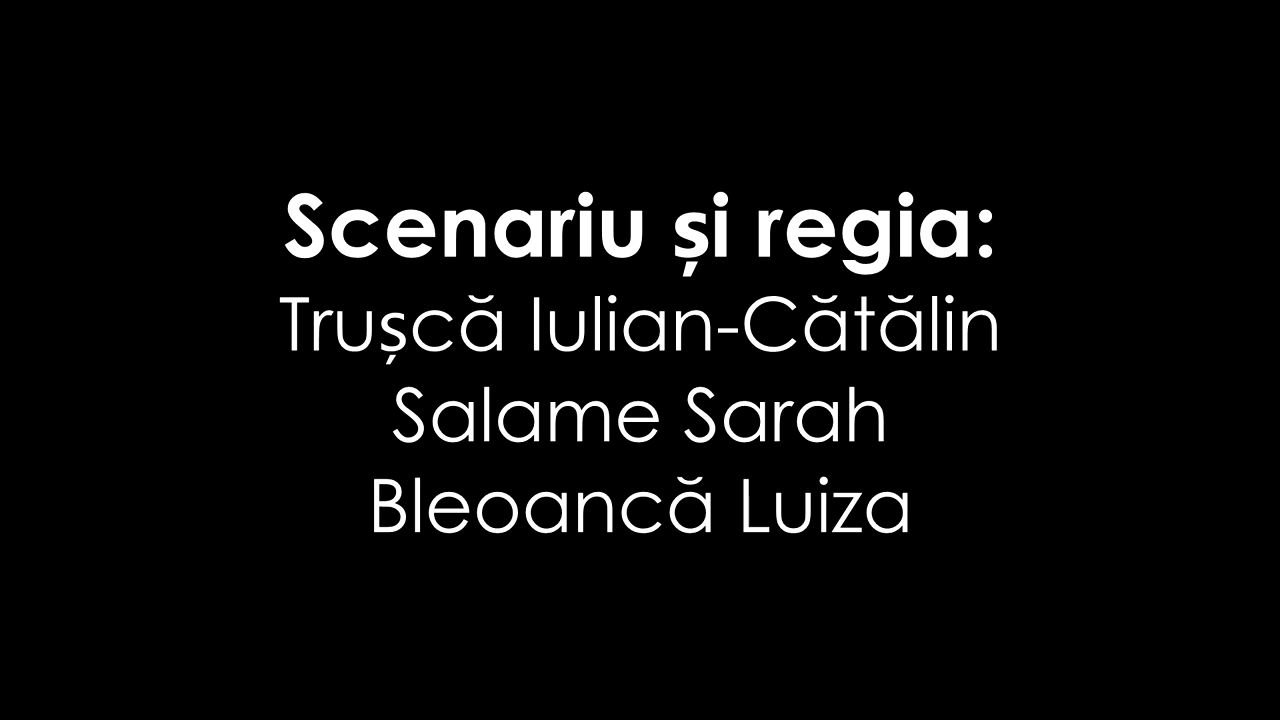 Scenariu și regia:
Trușcă Iulian-Cătălin
Salame Sarah
Bleoancă Luiza